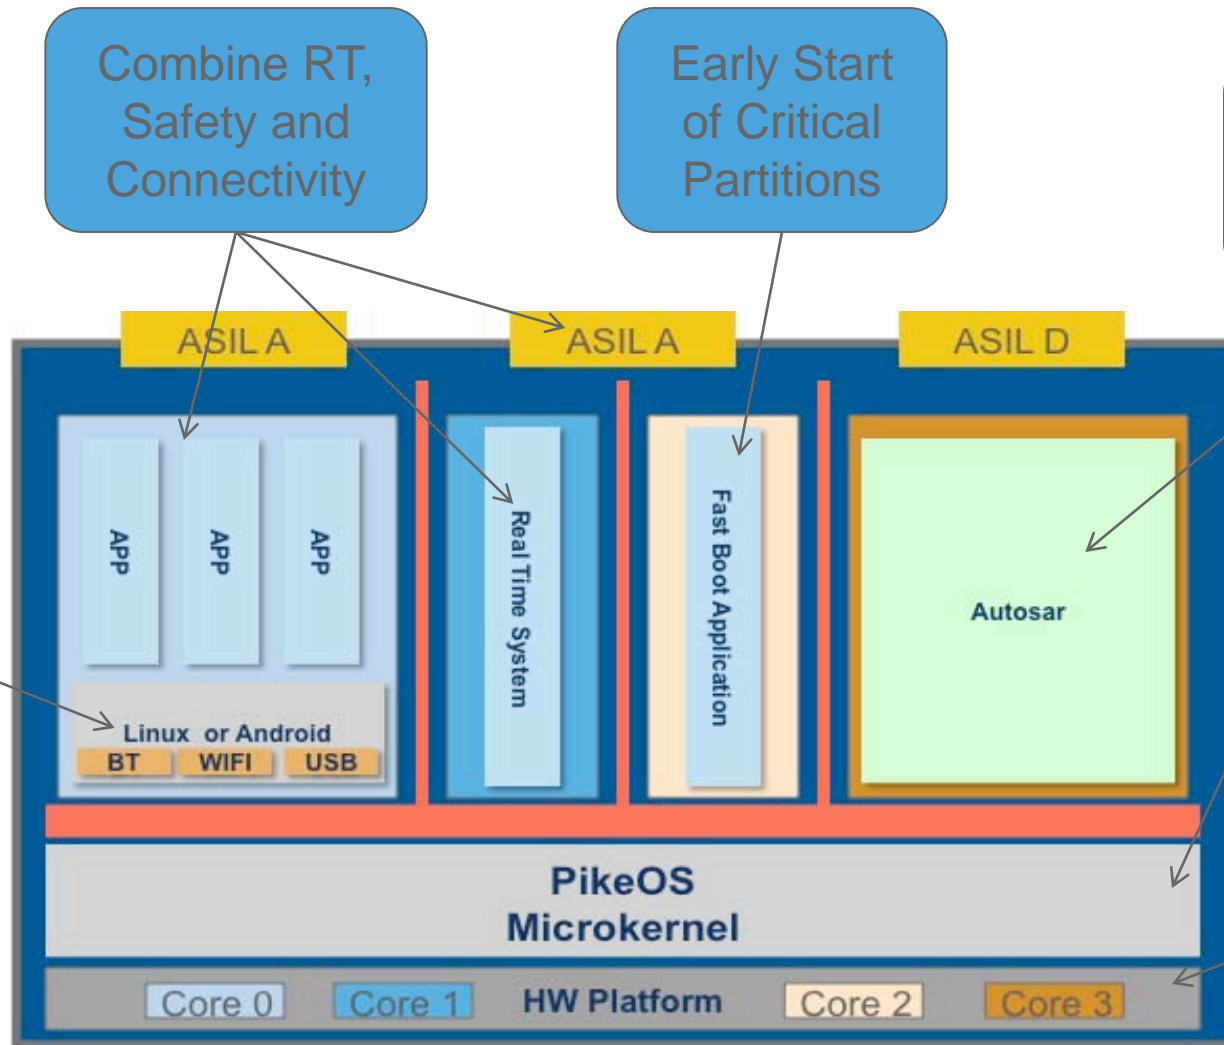 Combine RT,
Safety and
Connectivity
Early Start
of Critical
Partitions
ASIL A
ASIL A
ASIL D
APP
APP
APP
Real Time System
Fast Boot Application
Autosar
Linux or Android
BT
WIFI
USB
PikeOS
Microkernel
Core 0
Core 1
HW Platform
Core 2
Core 3